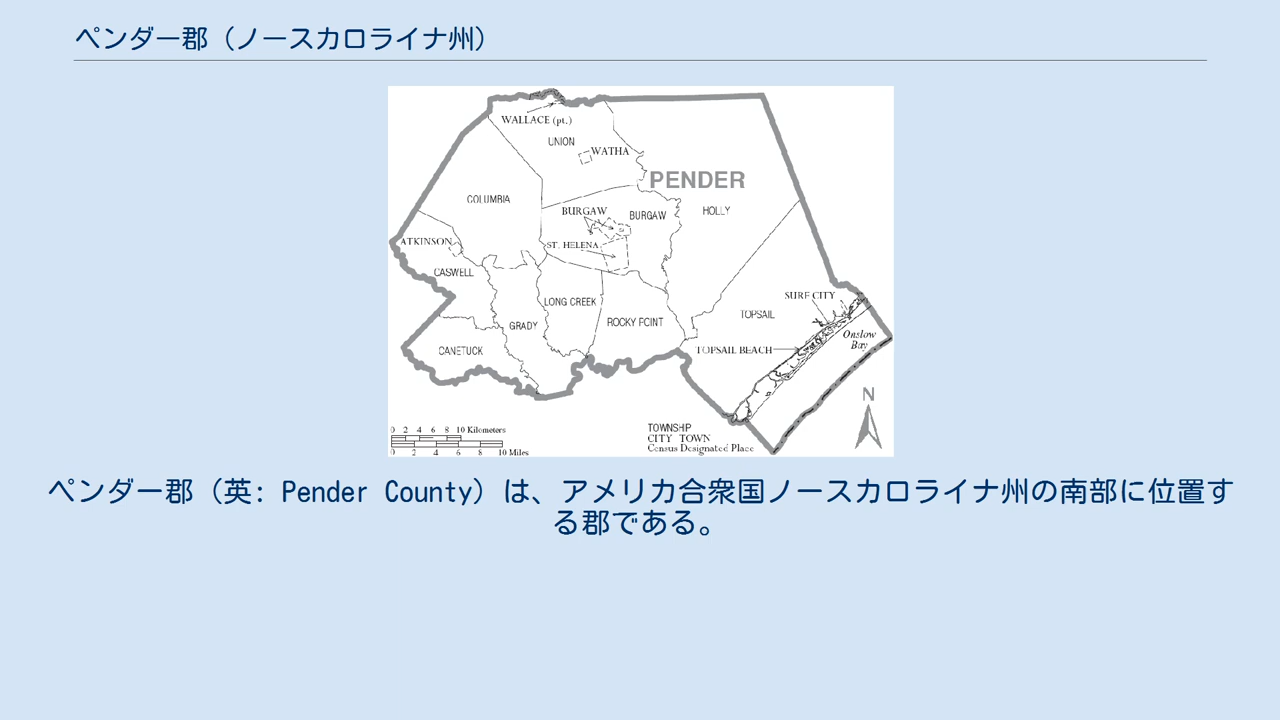 ペンダー郡（ノースカロライナ州）
WALLACE (pt.)
UNION
WATHA
PENDER
COLUMBIA
HOLLY
BURGAW
BURGAW
ATKINSON
ST. HELENA
CASWELL
SURF CITY
LONG CREEK
TOPSAIL
GRADY
ROCKY POINT
Onslow
Bay
CANETUCK
TOPSAIL BEACH
N
0 2 4 6 8 10 Kilometers
0 2 4 6 8 10 Miles
TOWNSHIP
CITY TOWN
Census Designated Place
ペンダー郡（英: Pender County）は、アメリカ合衆国ノースカロライナ州の南部に位置す
る郡である。